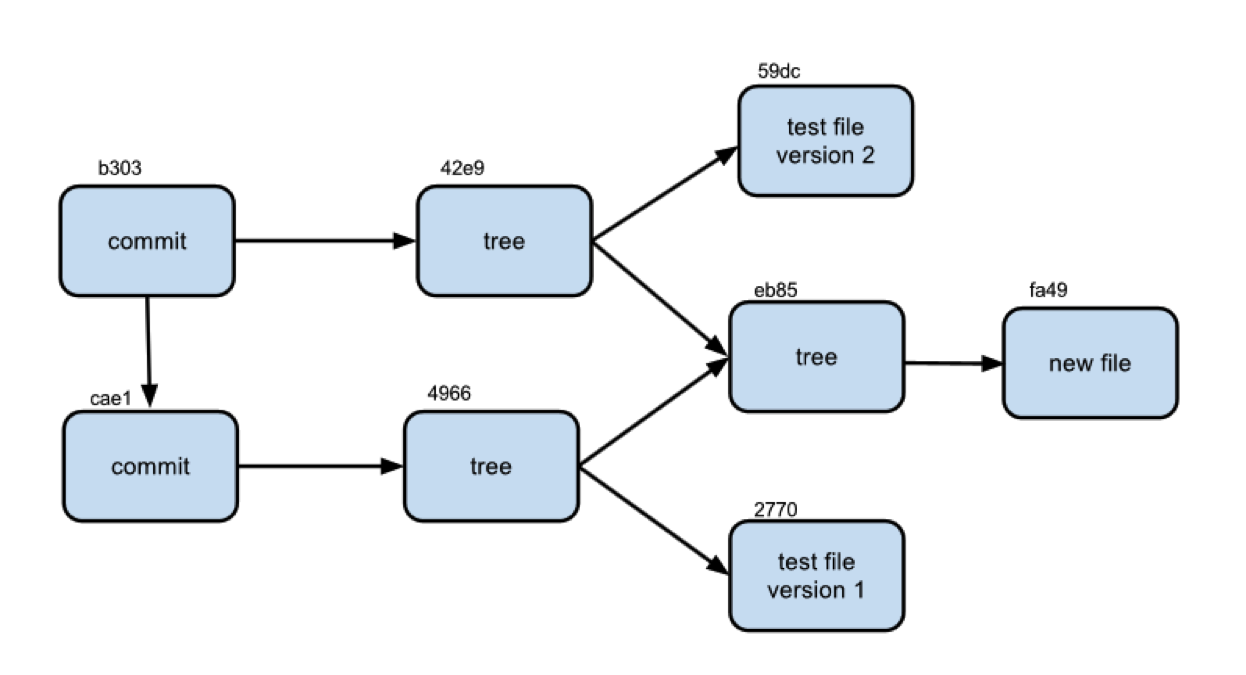 59dc
test file
version 2
b303
commit
42e9
tree
eb85
tree
fa49
new file
cae1
commit
4966
tree
2770
test file
version 1